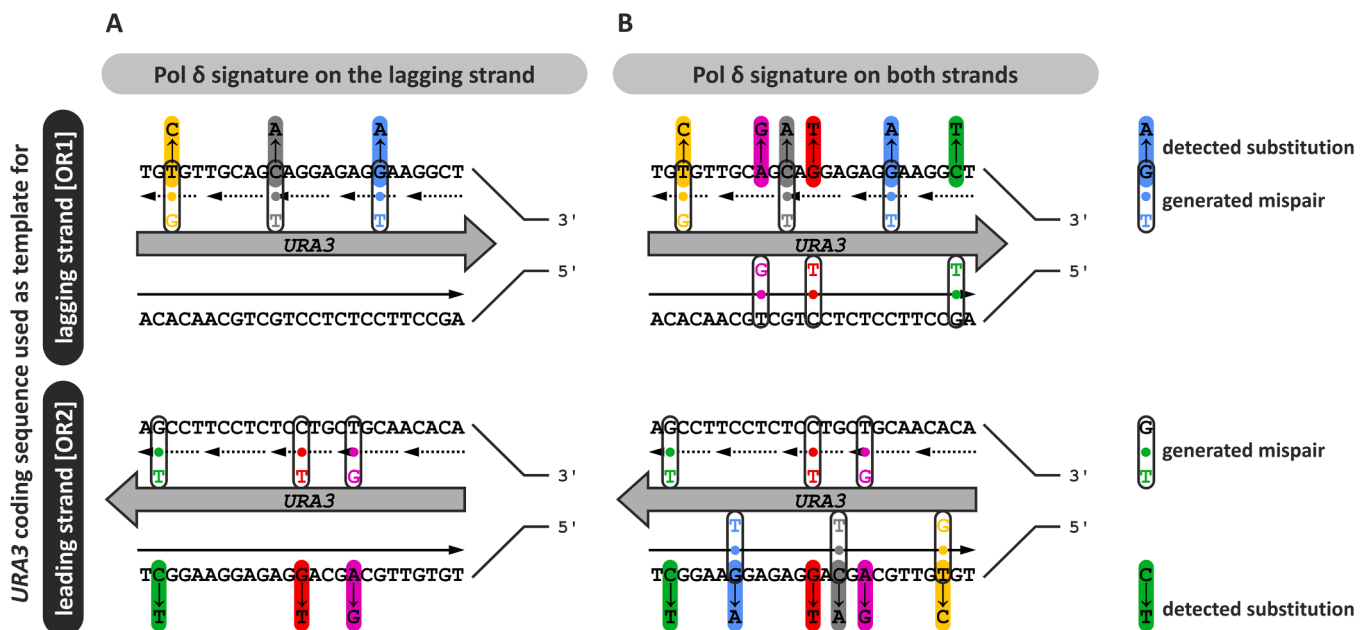 A
B
Pol δ signature on the lagging strand
Pol δ signature on both strands
URA3 coding sequence used as template for
lagging strand [OR1]
leading strand [OR2]
C A A
TGTGTTCCAGCAGGAGAGGAAGGCT
G T T
3'
URA3
5'
ACACAACGTCGTCCTCTCCTTCCGA
C G A T A T
TGTGTTGCAGCAGGAGAGGAAGGCT
G T T
3'
URA3
G T T
5'
ACACAACGTCGTCCTCTCCTTCCGA
A
detected substitution
G
generated mispair
T
AGCCTTCCTCTCCTGCTGCAACACA
T T G
3'
URA3
5'
TCGGAAGGAGAGGACGACGTTGTGT
T T G
AGCCTTCCTCTCCTGCTGCAACACA
T T G
3'
URA3
T T G
5'
TCGGAAGGAGAGGACGACGTTGTGT
T A T A G C
G
generated mispair
T
C
T
detected substitution